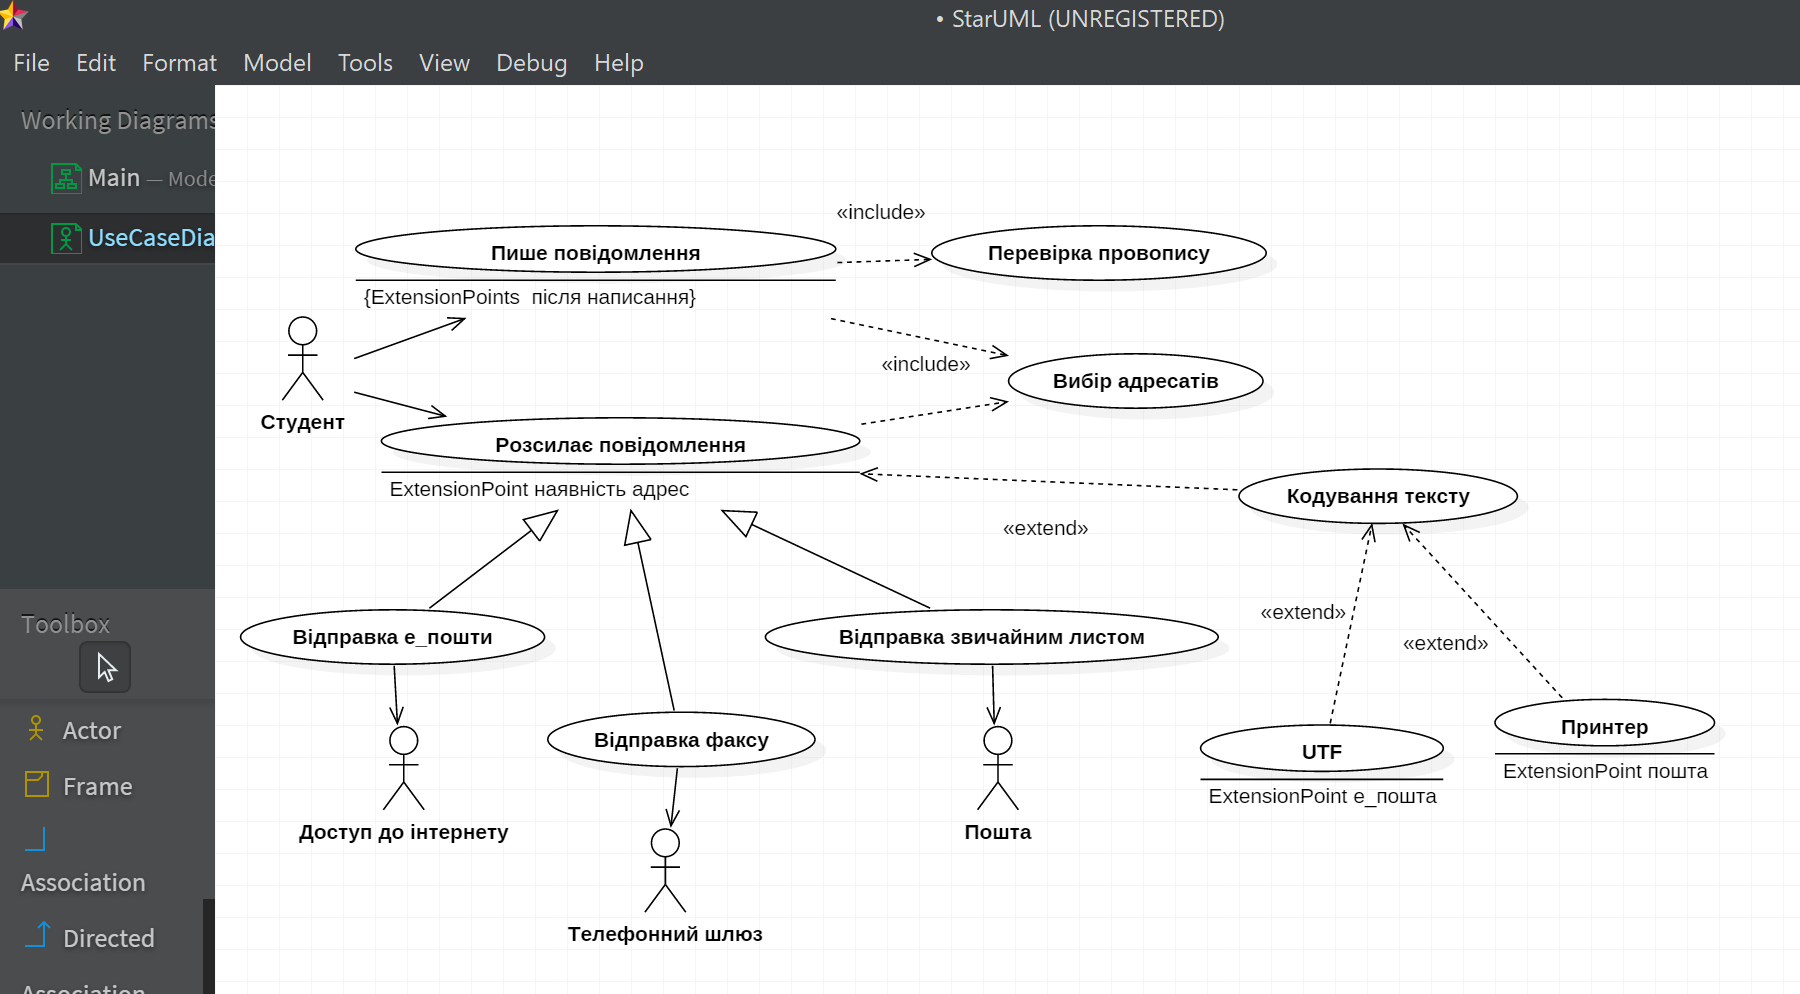 • StarUML (UNREGISTERED)
File Edit Format Model Tools View Debug Help
Working Diagrams
Main — Mode
UseCaseDia
«include»
Пише повідомлення
Перевірка провопису
{ExtensionPoints  після написання}
«include»
Вибір адресатів
Студент
Розсилає повідомлення
ExtensionPoint наявність адрес
Кодування тексту
«extend»
«extend»
«extend»
Відправка е_пошти
Відправка звичайним листом
Відправка факсу
UTF
ExtensionPoint е_пошта
Принтер
ExtensionPoint пошта
Доступ до інтернету
Пошта
Телефонний шлюз
Toolbox
Actor
Frame
Association
Directed
Association